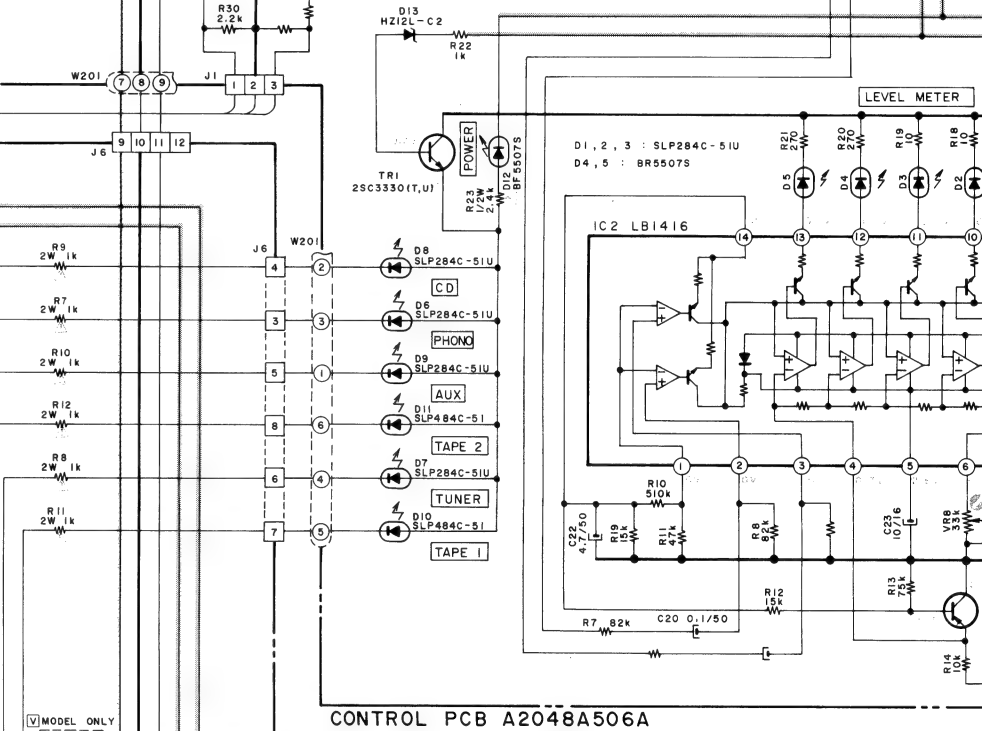 R30
2.2k
D13
HZ12L-C2
R22
1k
W201
7
8
9
J1
1
2
3
LEVEL METER
J6
9
10
11
12
POWER
D12
BF5507S
TR1
2SC3330(T,U)
R23
1/2W
2.4k
D1, 2, 3 : SLP284C-51U
D4, 5 : BR5507S
R21
270
R20
270
R19
10
R18
10
D5
D4
D3
D2
IC2 LB1416
14
13
12
11
10
J6
W201
R9
2W 1k
4
2
D8
SLP284C-51U
CD
R7
2W 1k
3
3
D6
SLP284C-51U
PHONO
R10
2W 1k
5
1
D9
SLP284C-51U
AUX
R12
2W 1k
8
6
D11
SLP484C-51
TAPE 2
R8
2W 1k
6
4
D7
SLP284C-51U
TUNER
R11
2W 1k
7
5
D10
SLP484C-51
TAPE 1
1
2
3
4
5
6
R10
510k
C22
4.7/50
R19
15k
R11
47k
R8
82k
C23
10/16
VR8
33k
R13
75k
R12
15k
R7 82k
C20 0.1/50
R14
10k
V MODEL ONLY
CONTROL PCB A2048A506A